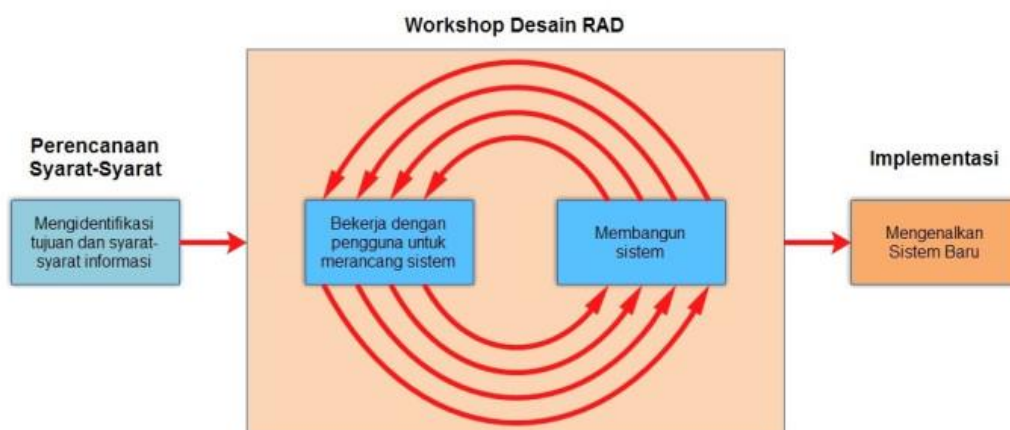 Workshop Desain RAD
Perencanaan
Syarat-Syarat
Mengidentifikasi
tujuan dan syarat-
syarat informasi
Bekerja dengan
pengguna untuk
merancang sistem
Membangun
sistem
Implementasi
Mengenalkan
Sistem Baru